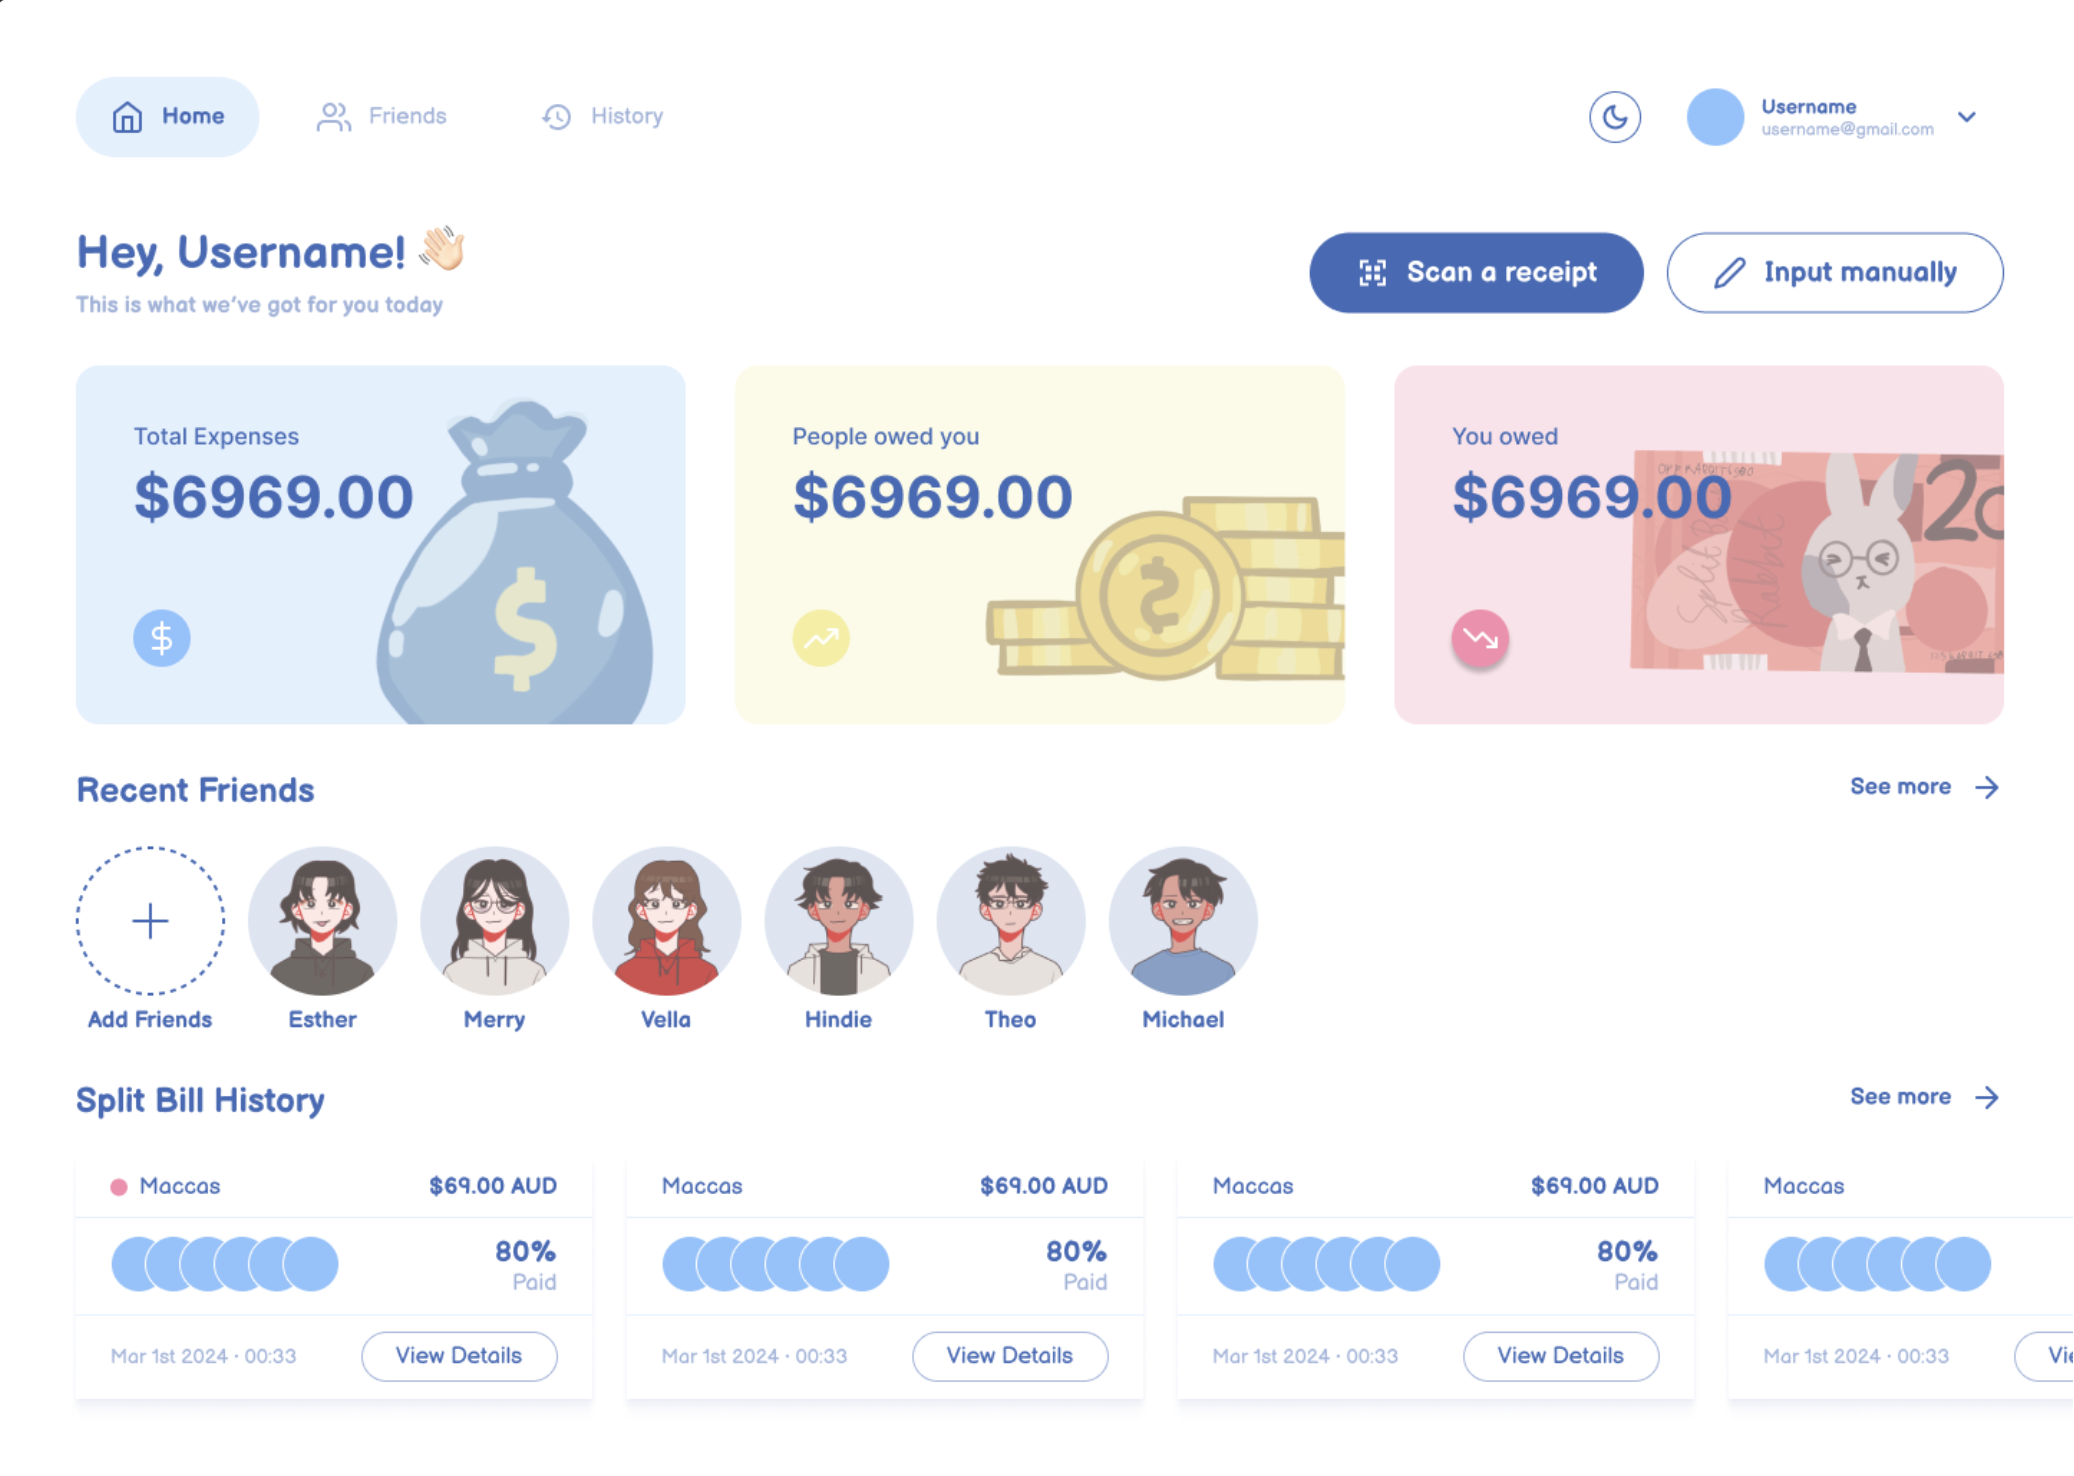 Home
Friends
History
Username
username@gmail.com
Hey, Username! 👋🏻
This is what we've got for you today
Scan a receipt
Input manually
Total Expenses
$6969.00
$
People owed you
$6969.00
You owed
$6969.00
20
Split
Rabbit
Recent Friends
See more
Add Friends
Esther
Merry
Vella
Hindie
Theo
Michael
Split Bill History
See more
Maccas
$69.00 AUD
80%
Paid
Mar 1st 2024 · 00:33
View Details
Maccas
$69.00 AUD
80%
Paid
Mar 1st 2024 · 00:33
View Details
Maccas
$69.00 AUD
80%
Paid
Mar 1st 2024 · 00:33
View Details
Maccas
Mar 1st 2024 · 00:33